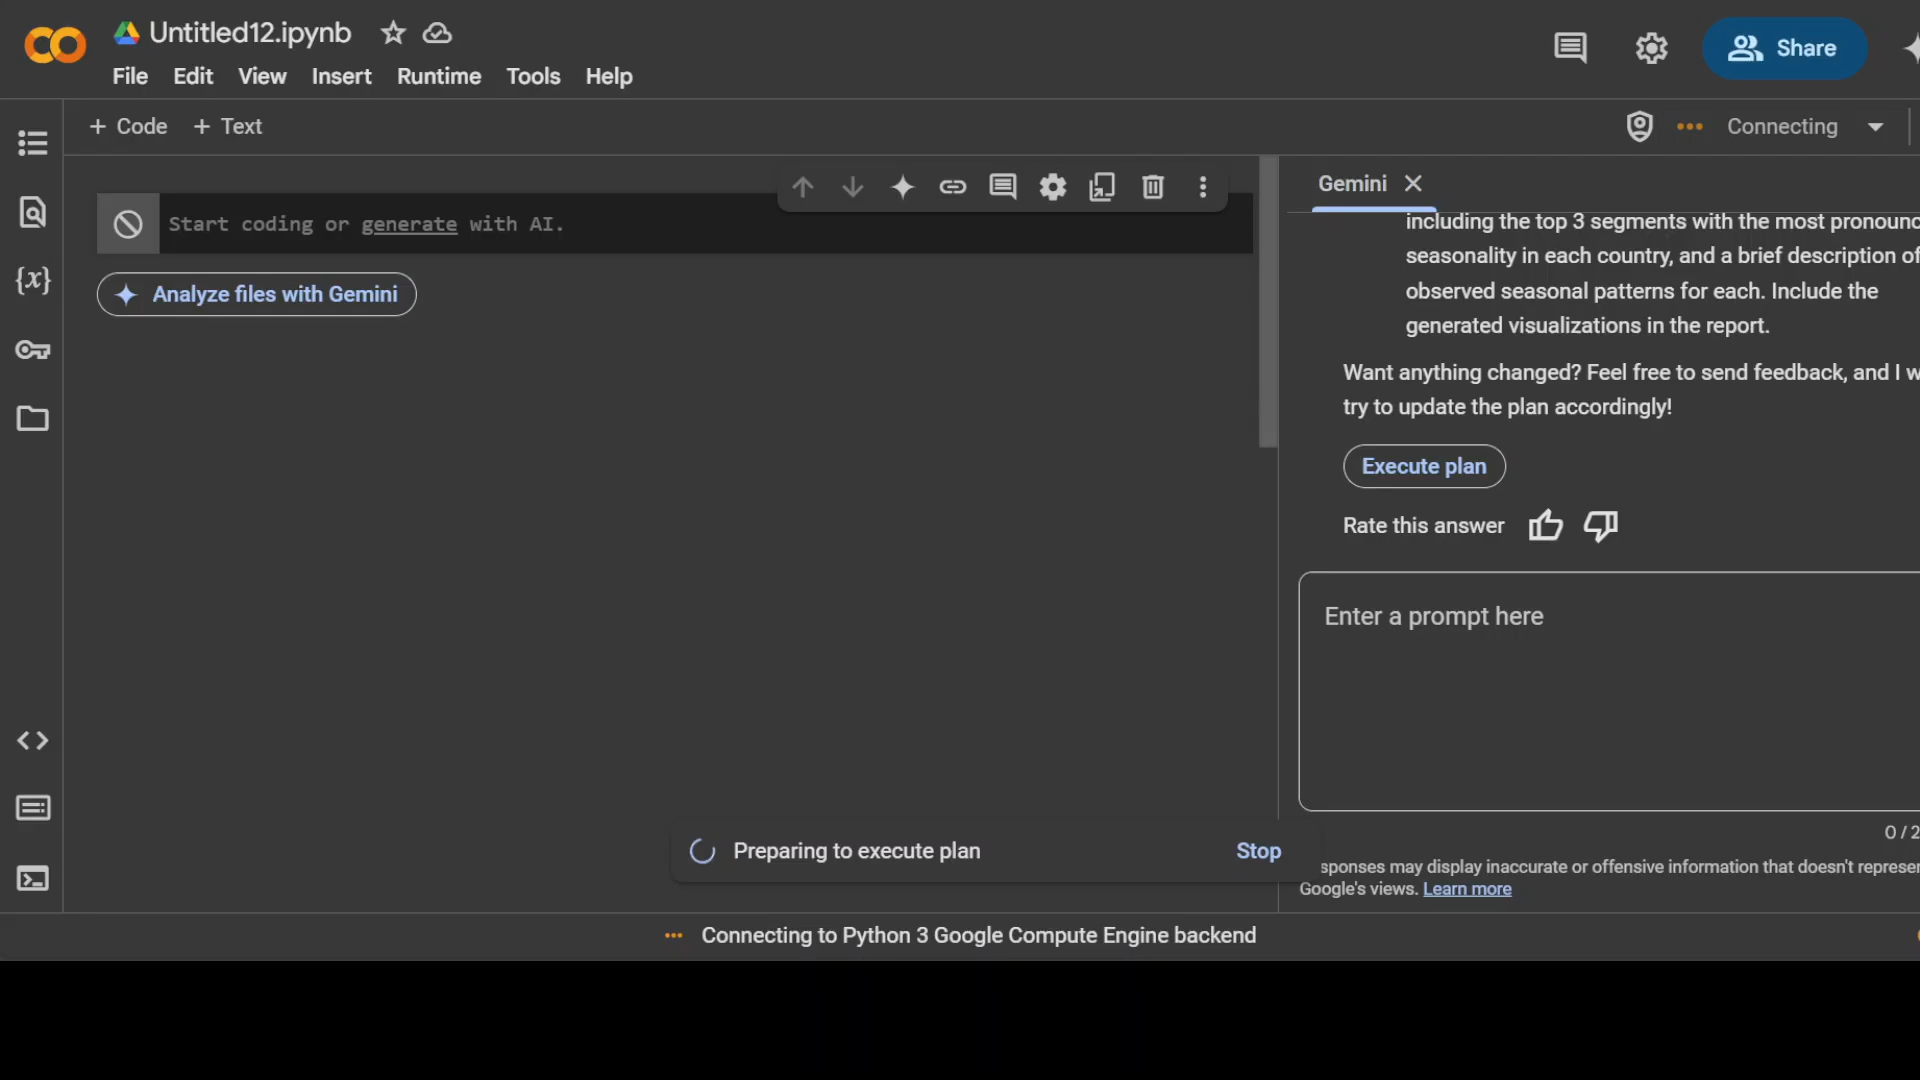 Untitled12.ipynb
File Edit View Insert Runtime Tools Help
Share
+ Code + Text
Connecting
Start coding or generate with AI.
Analyze files with Gemini
{x}
Gemini
including the top 3 segments with the most
seasonality in each country, and a brief description
observed seasonal patterns for each. Include the
generated visualizations in the report.
Want anything changed? Feel free to send feedback, and I
try to update the plan accordingly!
Execute plan
Rate this answer
Enter a prompt here
0 / 2
Preparing to execute plan Stop
may display inaccurate or offensive information that doesn't
Google's views. Learn more
Connecting to Python 3 Google Compute Engine backend